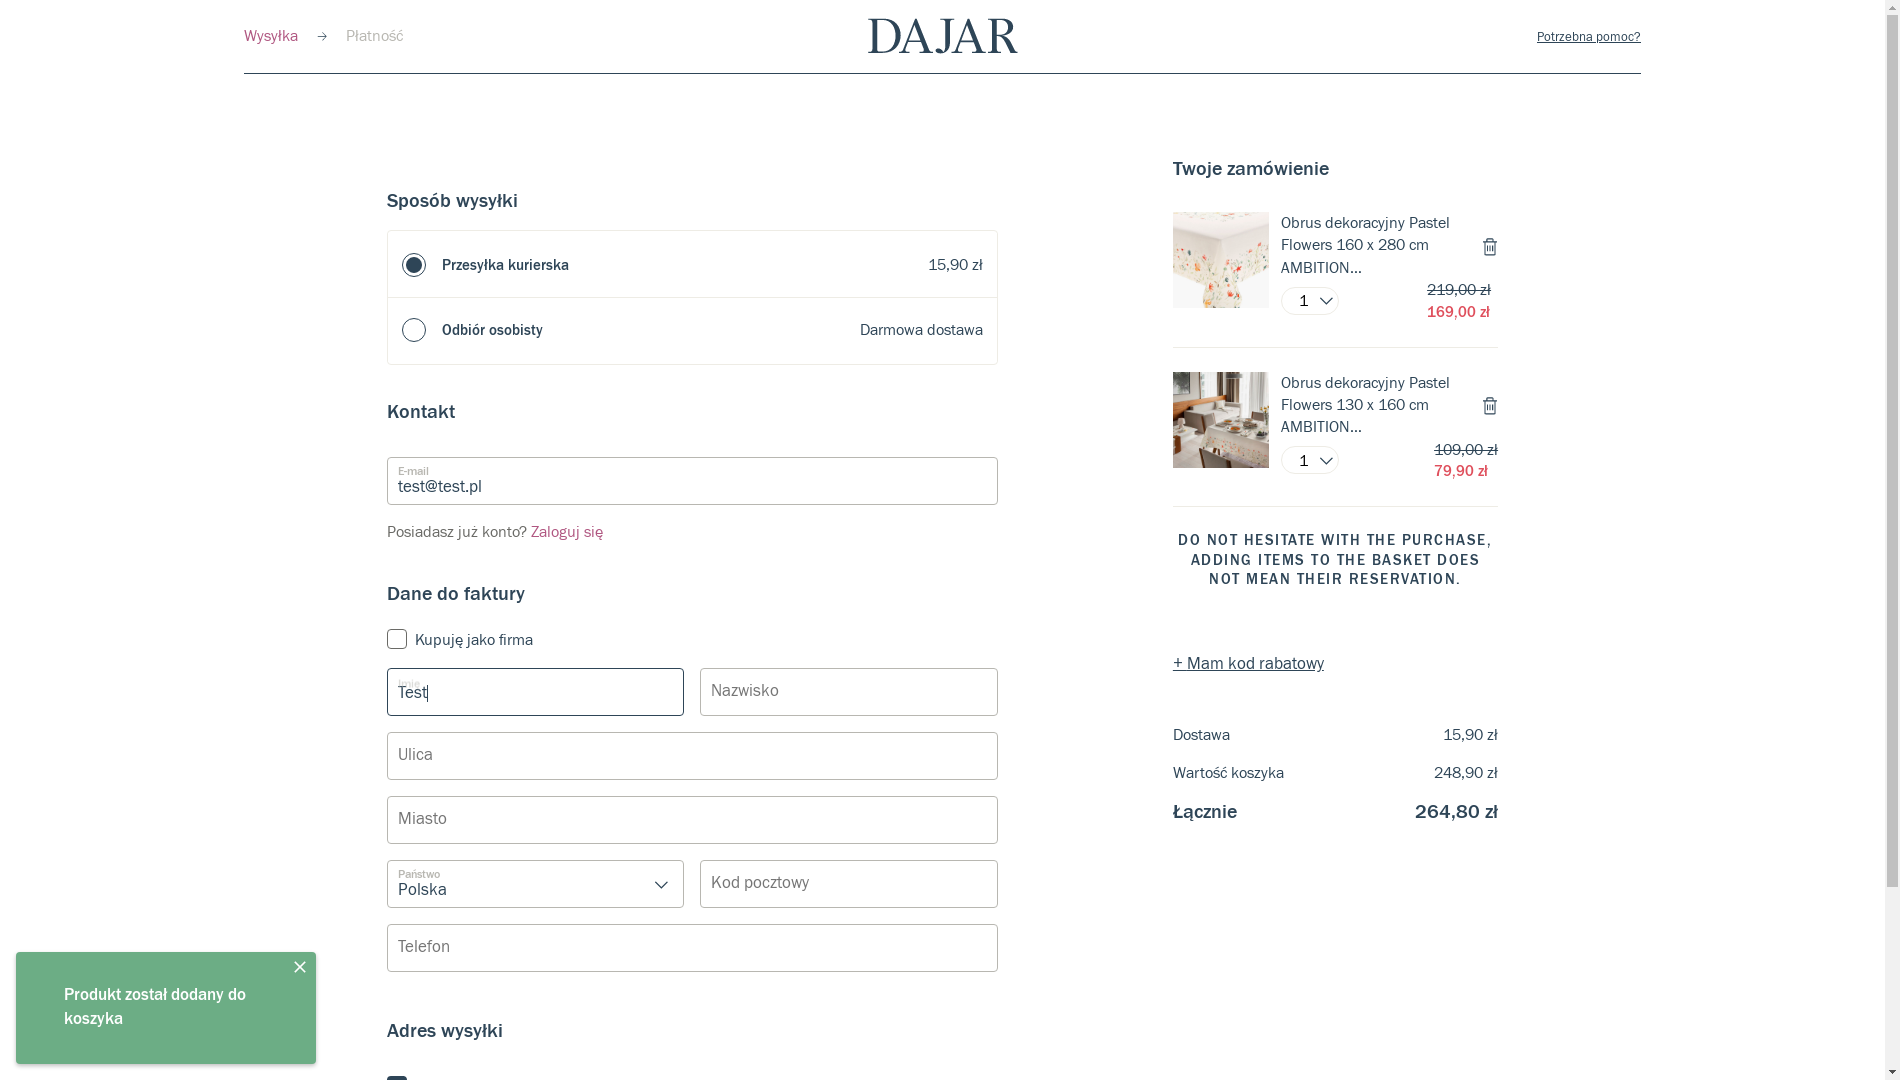 Wysyłka → Płatność
DAJAR
Potrzebna pomoc?
Sposób wysyłki
Przesyłka kurierska 15,90 zł
Odbiór osobisty Darmowa dostawa
Kontakt
E-mail
test@test.pl
Posiadasz już konto? Zaloguj się
Dane do faktury
Kupuję jako firma
Imię
Test
Nazwisko
Ulica
Miasto
Państwo
Polska
Kod pocztowy
Telefon
Adres wysyłki
Twoje zamówienie
Obrus dekoracyjny Pastel
Flowers 160 x 280 cm
AMBITION...
1
219,00 zł
169,00 zł
Obrus dekoracyjny Pastel
Flowers 130 x 160 cm
AMBITION...
1
109,00 zł
79,90 zł
DO NOT HESITATE WITH THE PURCHASE,
ADDING ITEMS TO THE BASKET DOES
NOT MEAN THEIR RESERVATION.
+ Mam kod rabatowy
Dostawa 15,90 zł
Wartość koszyka 248,90 zł
Łącznie 264,80 zł
Produkt został dodany do
koszyka